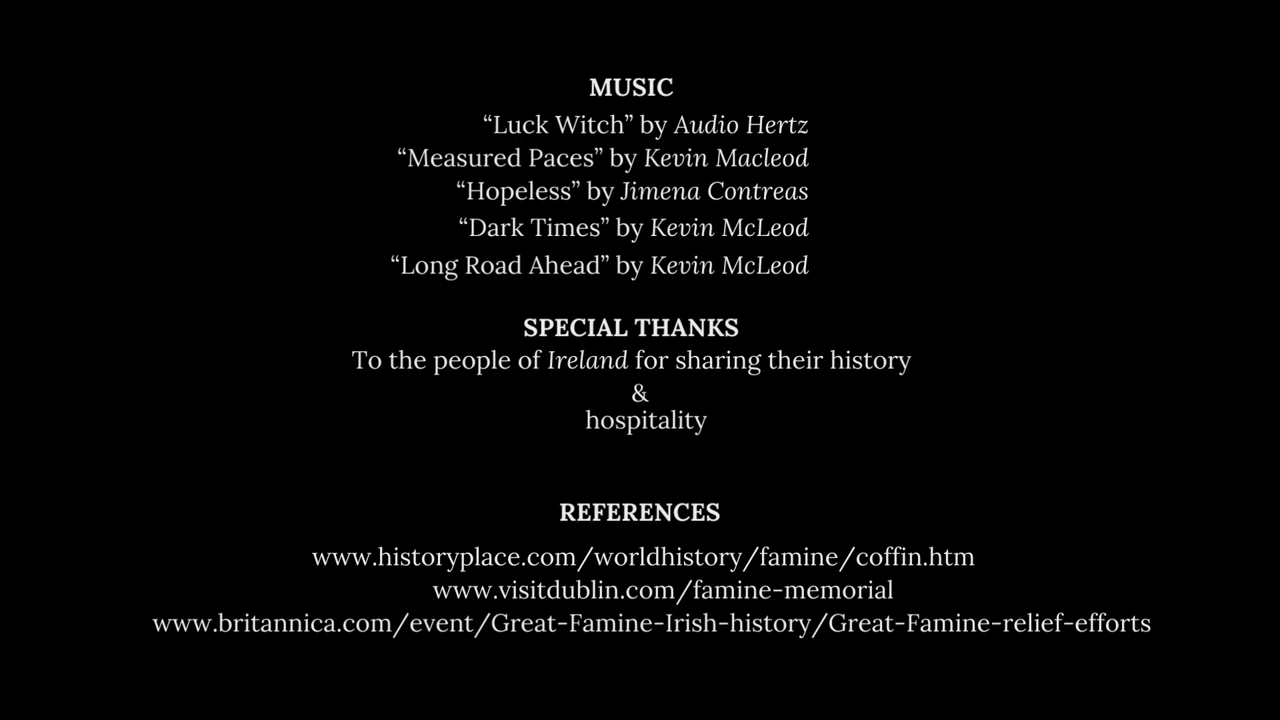 MUSIC
“Luck Witch” by Audio Hertz
“Measured Paces” by Kevin Macleod
“Hopeless” by Jimena Contreas
“Dark Times” by Kevin McLeod
“Long Road Ahead” by Kevin McLeod
SPECIAL THANKS
To the people of Ireland for sharing their history
&
hospitality
REFERENCES
www.historyplace.com/worldhistory/famine/coffin.htm
www.visitdublin.com/famine-memorial
www.britannica.com/event/Great-Famine-Irish-history/Great-Famine-relief-efforts